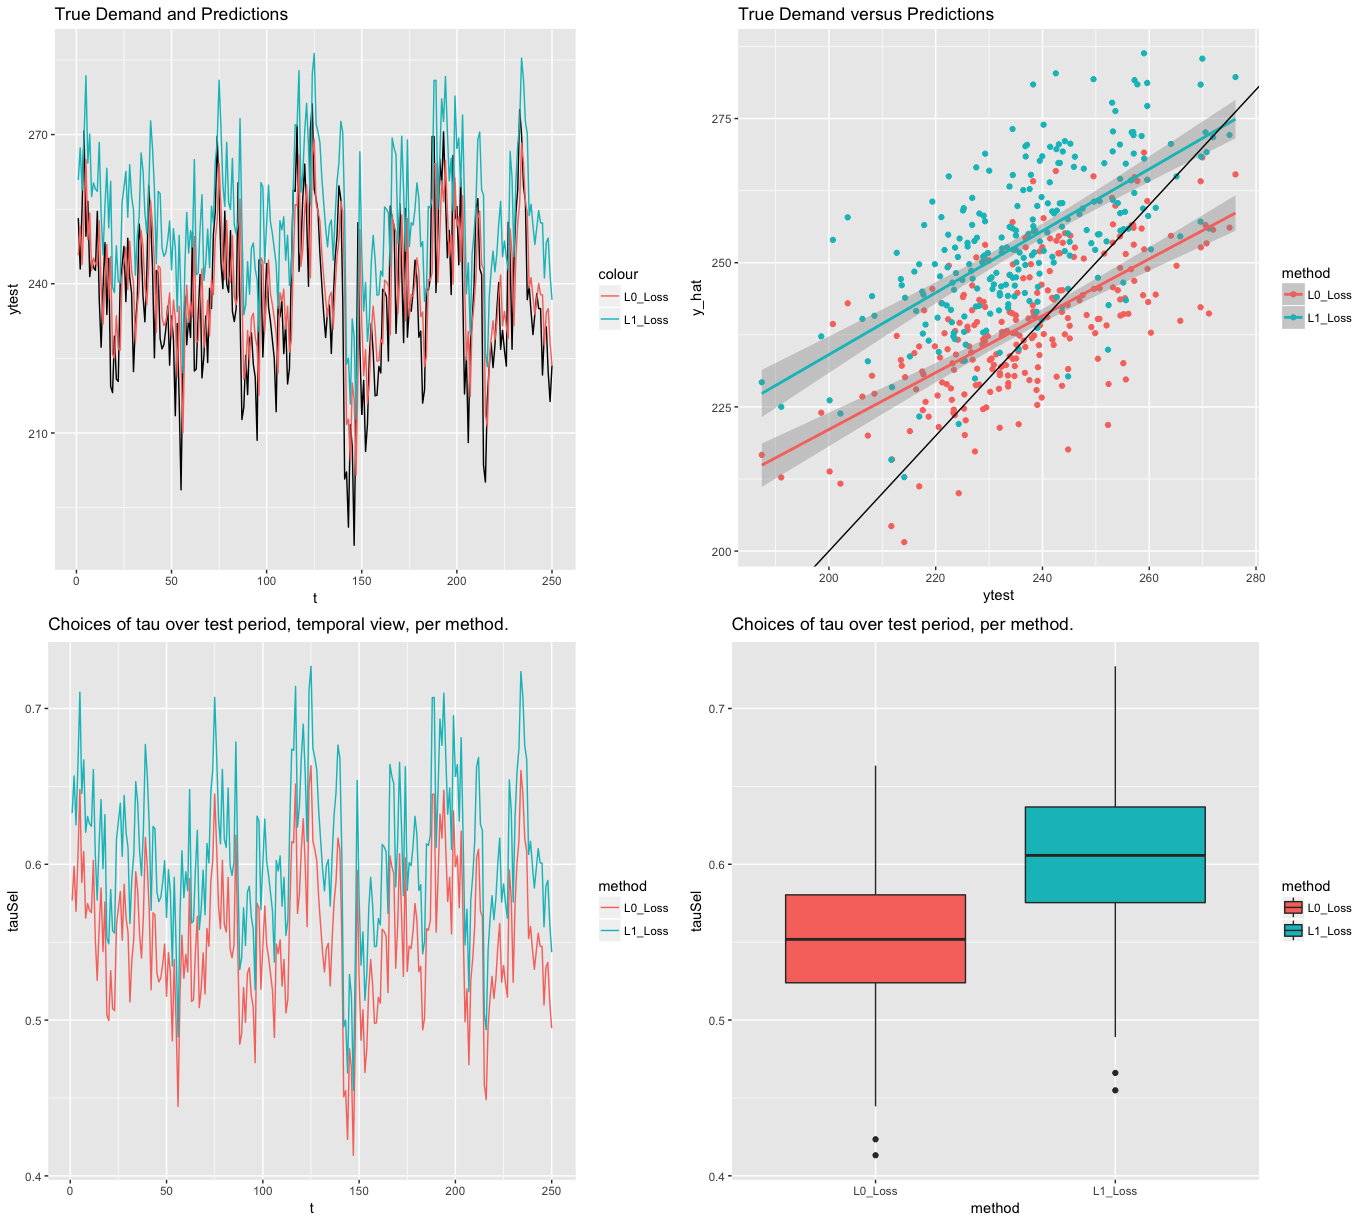 True Demand and Predictions
ytest
270
240
210
0
50
100
150
200
250
t
colour
L0_Loss
L1_Loss
True Demand versus Predictions
y_hat
275
250
225
200
200
220
240
260
280
ytest
method
L0_Loss
L1_Loss
Choices of tau over test period, temporal view, per method.
tauSel
0.7
0.6
0.5
0.4
0
50
100
150
200
250
t
method
L0_Loss
L1_Loss
Choices of tau over test period, per method.
tauSel
0.7
0.6
0.5
0.4
L0_Loss
L1_Loss
method
method
L0_Loss
L1_Loss